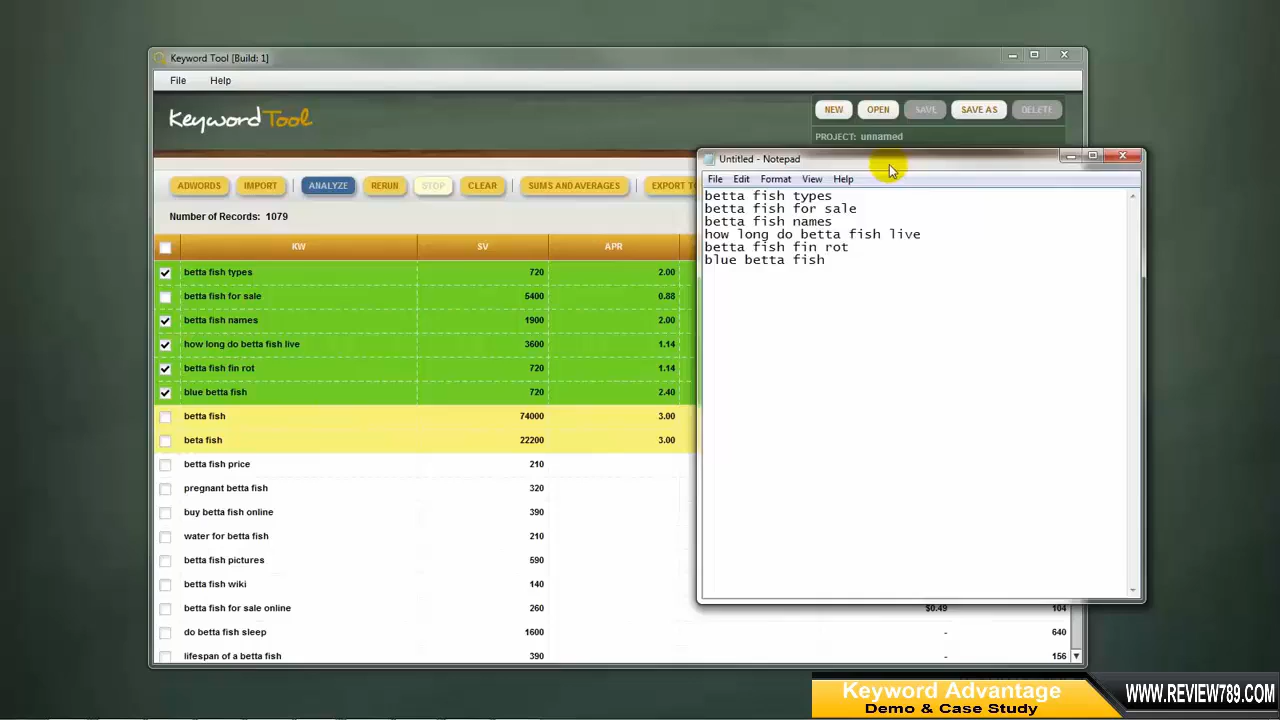 Keyword Tool [Build: 1]
File Help
KeywordTool
NEW OPEN SAVE SAVE AS DELETE
PROJECT: unnamed
ADWORDS IMPORT ANALYZE RERUN STOP CLEAR SUMS AND AVERAGES EXPORT TO
Number of Records: 1079
KW SV APR
betta fish types 720 2.00
betta fish for sale 5400 0.88
betta fish names 1900 2.00
how long do betta fish live 3600 1.14
betta fish fin rot 720 1.14
blue betta fish 720 2.40
betta fish 74000 3.00
beta fish 22200 3.00
betta fish price 210
pregnant betta fish 320
buy betta fish online 390
water for betta fish 210
betta fish pictures 590
betta fish wiki 140
betta fish for sale online 260 $0.49 104
do betta fish sleep 1600 - 640
lifespan of a betta fish 390 - 156
Untitled - Notepad
File Edit Format View Help
betta fish types
betta fish for sale
betta fish names
how long do betta fish live
betta fish fin rot
blue betta fish
Keyword Advantage
Demo & Case Study
WWW.REVIEW789.COM